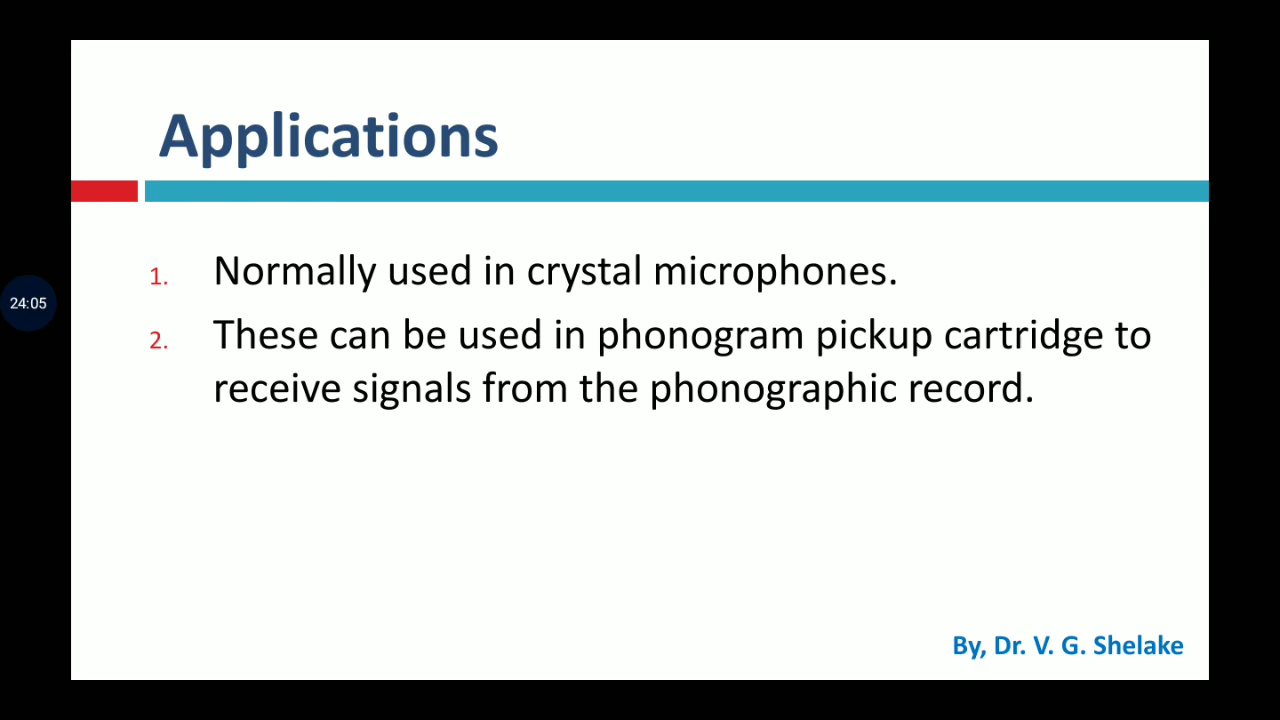 Applications
1. Normally used in crystal microphones.
2. These can be used in phonogram pickup cartridge to
receive signals from the phonographic record.
24:05
By, Dr. V. G. Shelake